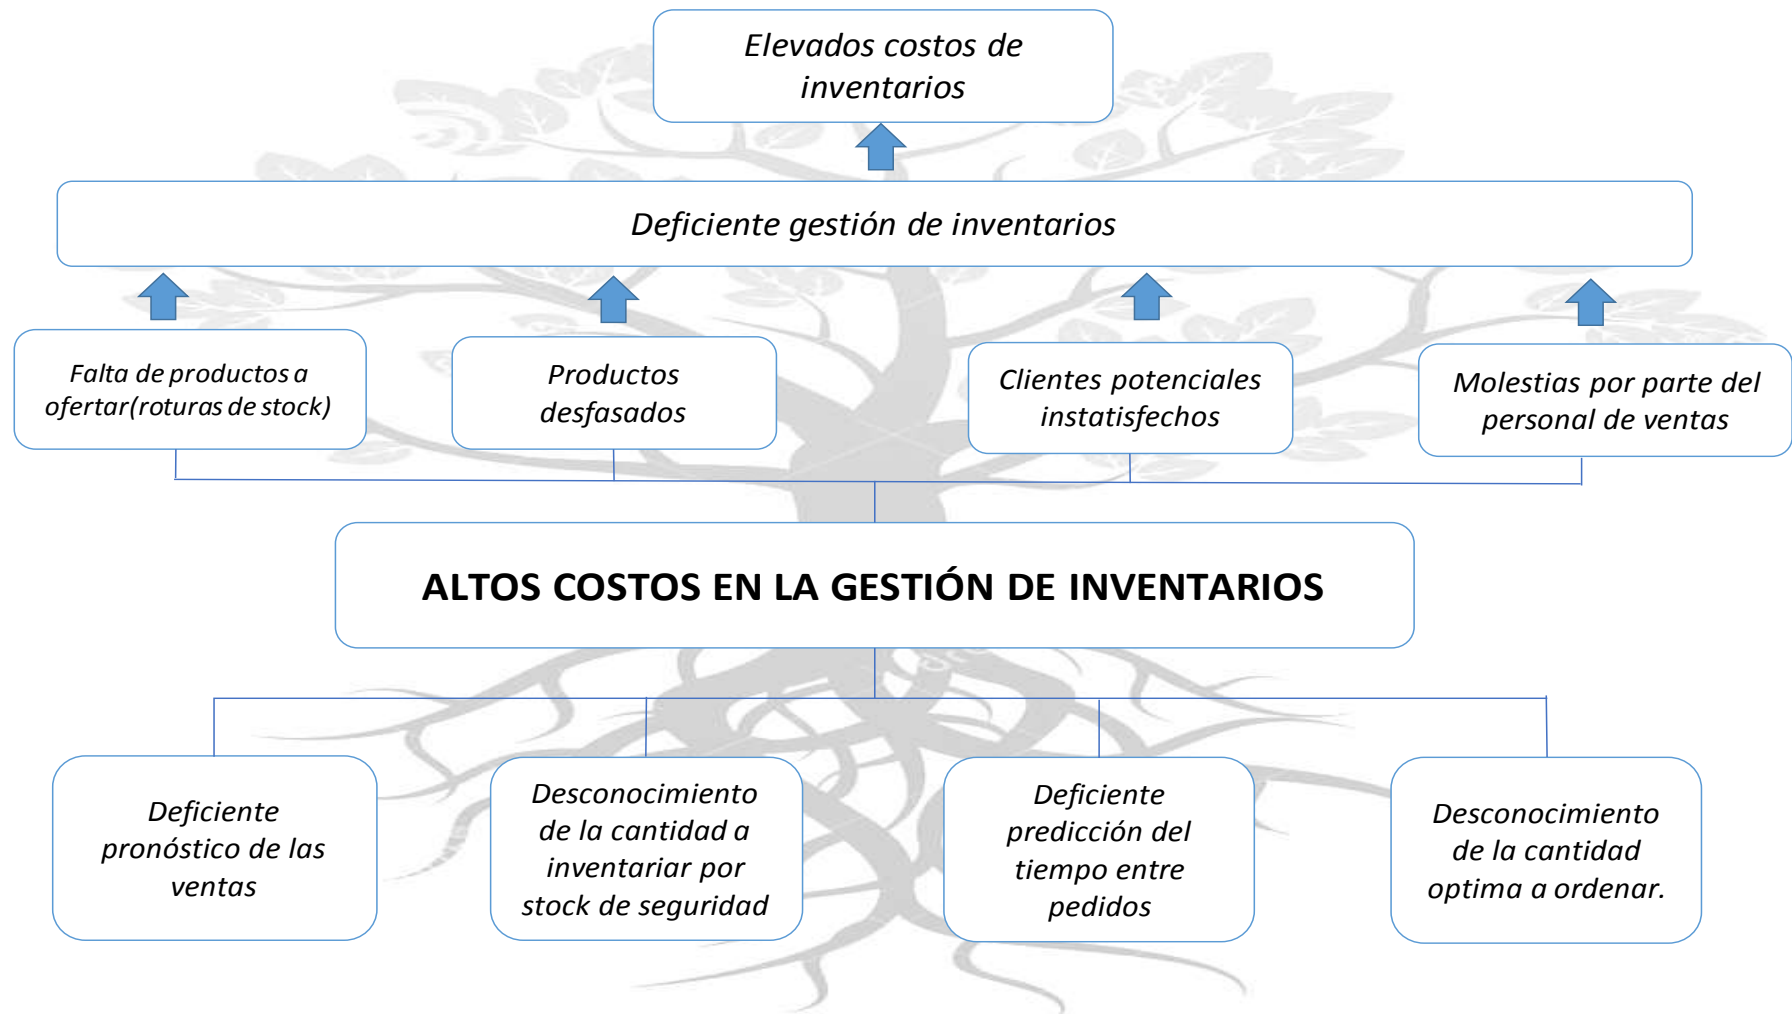 Elevados costos de
inventarios
Deficiente gestión de inventarios
Falta de productos a
ofertar(roturas de stock)
Productos
desfasados
Clientes potenciales
instatisfechos
Molestias por parte del
personal de ventas
ALTOS COSTOS EN LA GESTIÓN DE INVENTARIOS
Deficiente
pronóstico de las
ventas
Desconocimiento
de la cantidad a
inventariar por
stock de seguridad
Deficiente
predicción del
tiempo entre
pedidos
Desconocimiento
de la cantidad
optima a ordenar.